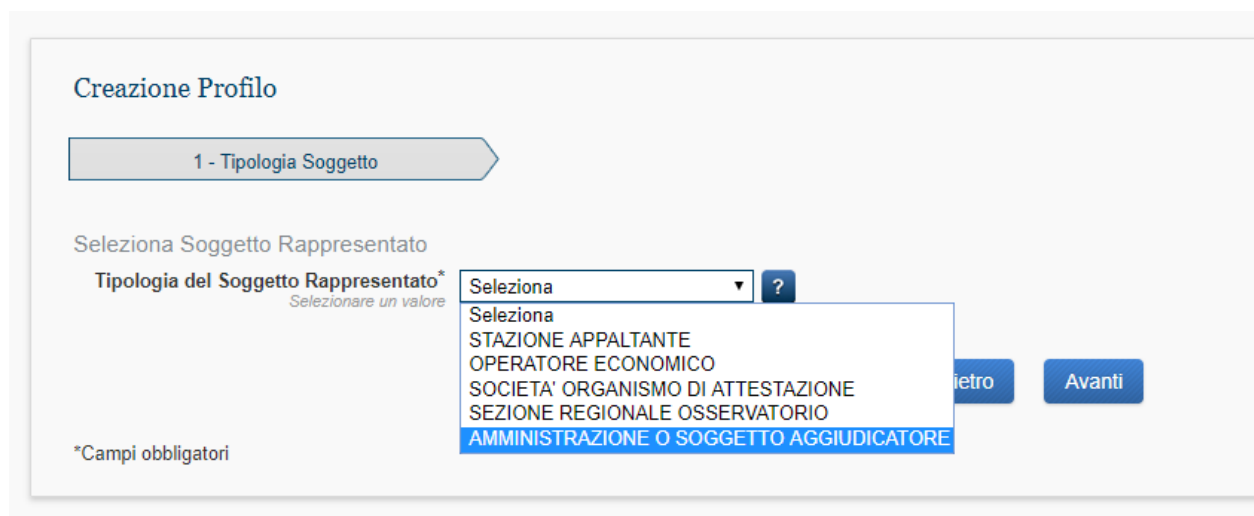 Creazione Profilo
1 - Tipologia Soggetto
Seleziona Soggetto Rappresentato
Tipologia del Soggetto Rappresentato*
Selezionare un valore
Seleziona
?
Seleziona
STAZIONE APPALTANTE
OPERATORE ECONOMICO
SOCIETA' ORGANISMO DI ATTESTAZIONE
SEZIONE REGIONALE OSSERVATORIO
AMMINISTRAZIONE O SOGGETTO AGGIUDICATORE
ietro
Avanti
*Campi obbligatori